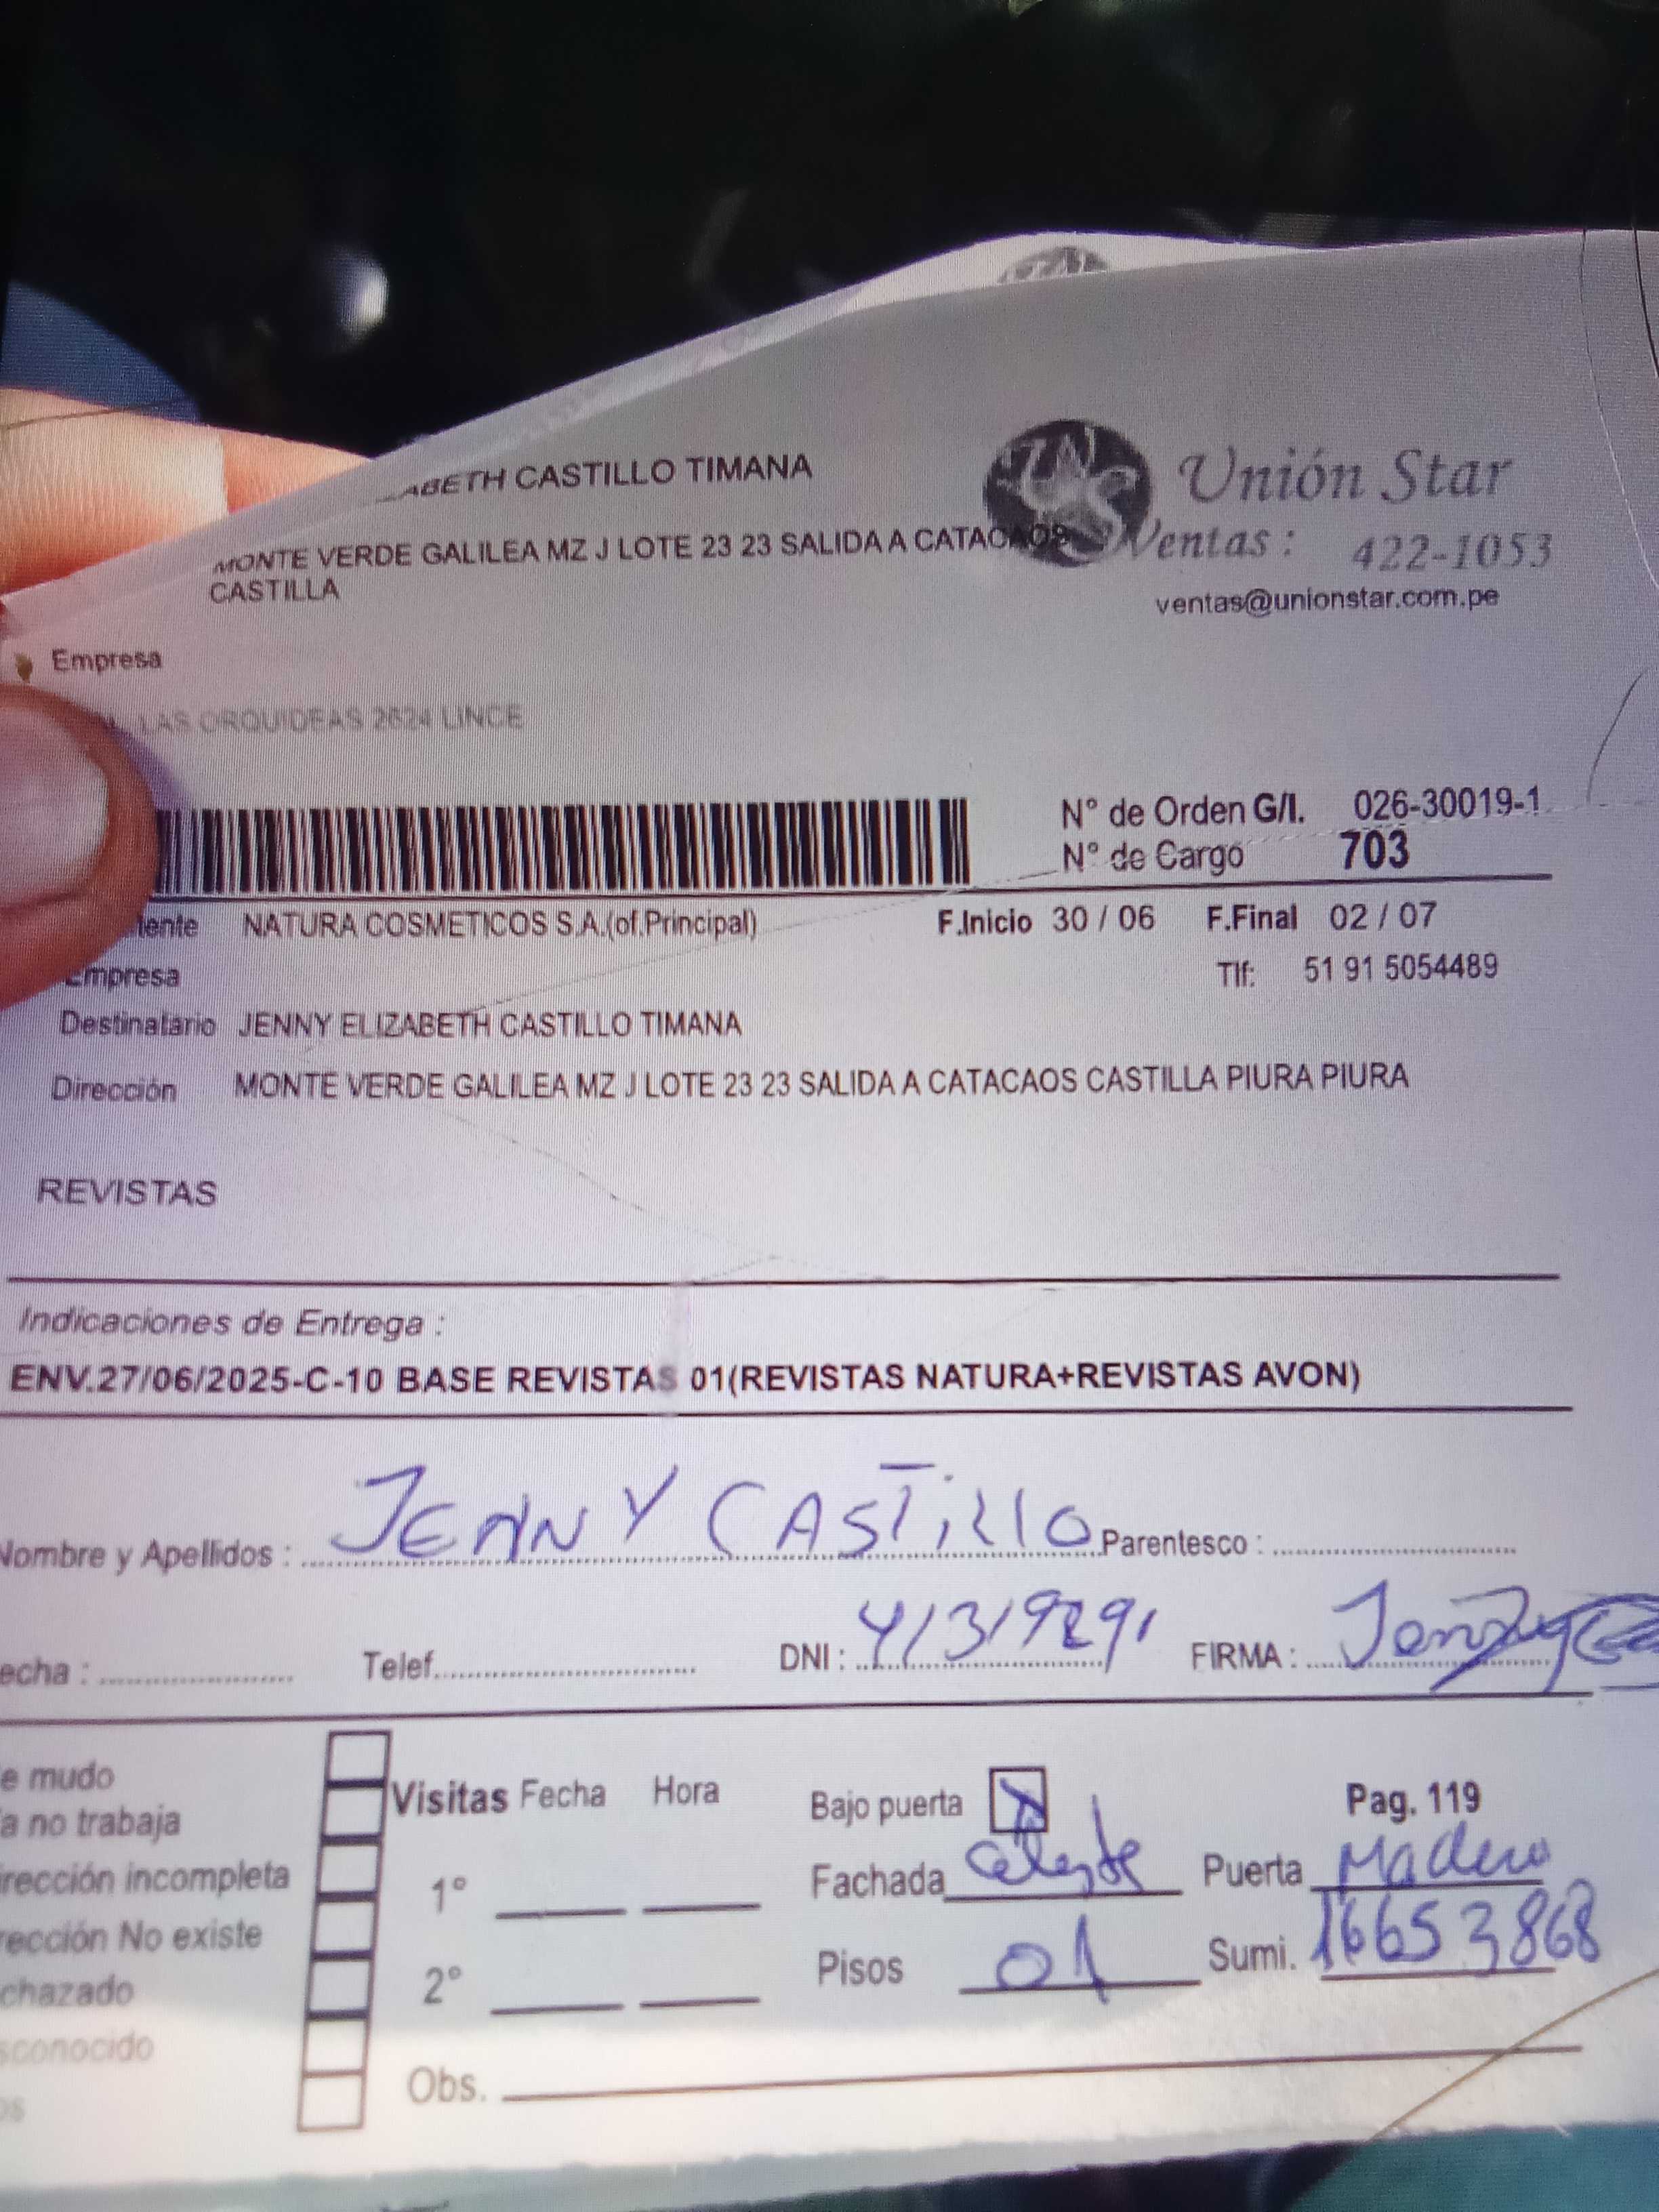 CASTILLO TIMANA
MONTE VERDE GALILEA MZ J LOTE 23 23 SALIDA A CATACAOS
CASTILLA
Unión Star
Ventas : 422-1053
ventas@unionstar.com.pe
Empresa
LAS ORQUIDEAS 2624 LINCE
N° de Orden G/I. 026-30019-1
N° de Cargo 703
NATURA COSMETICOS S.A.(of.Principal) F.Inicio 30 / 06 F.Final 02 / 07
Empresa Tlf: 51 91 5054489
Destinatario JENNY ELIZABETH CASTILLO TIMANA
Dirección MONTE VERDE GALILEA MZ J LOTE 23 23 SALIDA A CATACAOS CASTILLA PIURA PIURA
REVISTAS
Indicaciones de Entrega :
ENV.27/06/2025-C-10 BASE REVISTAS 01(REVISTAS NATURA+REVISTAS AVON)
Nombre y Apellidos : JENNY CASTILLO Parentesco :
echa : Telef. DNI : 41319291 FIRMA :
e mudo
a no trabaja
irección incompleta
rección No existe
chazado
sconocido
os
Visitas Fecha Hora
1°
2°
Bajo puerta X Pag. 119
Fachada celeste Puerta Madera
Pisos 01 Sumi. 16653868
Obs.